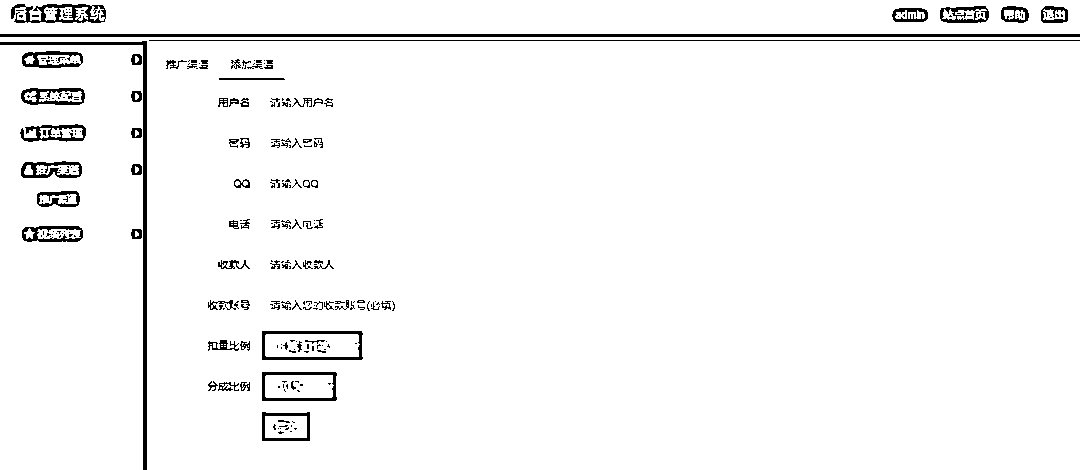 后台管理系统
admin 站点首页 帮助 退出
管理系统
系统配置
订单管理
推广渠道
推广渠道
视频列表
推广渠道 添加渠道
用户名 请输入用户名
密码 请输入密码
QQ 请输入QQ
电话 请输入电话
收款人 请输入收款人
收款账号 请输入您的收款账号(必填)
扣量比例
分成比例